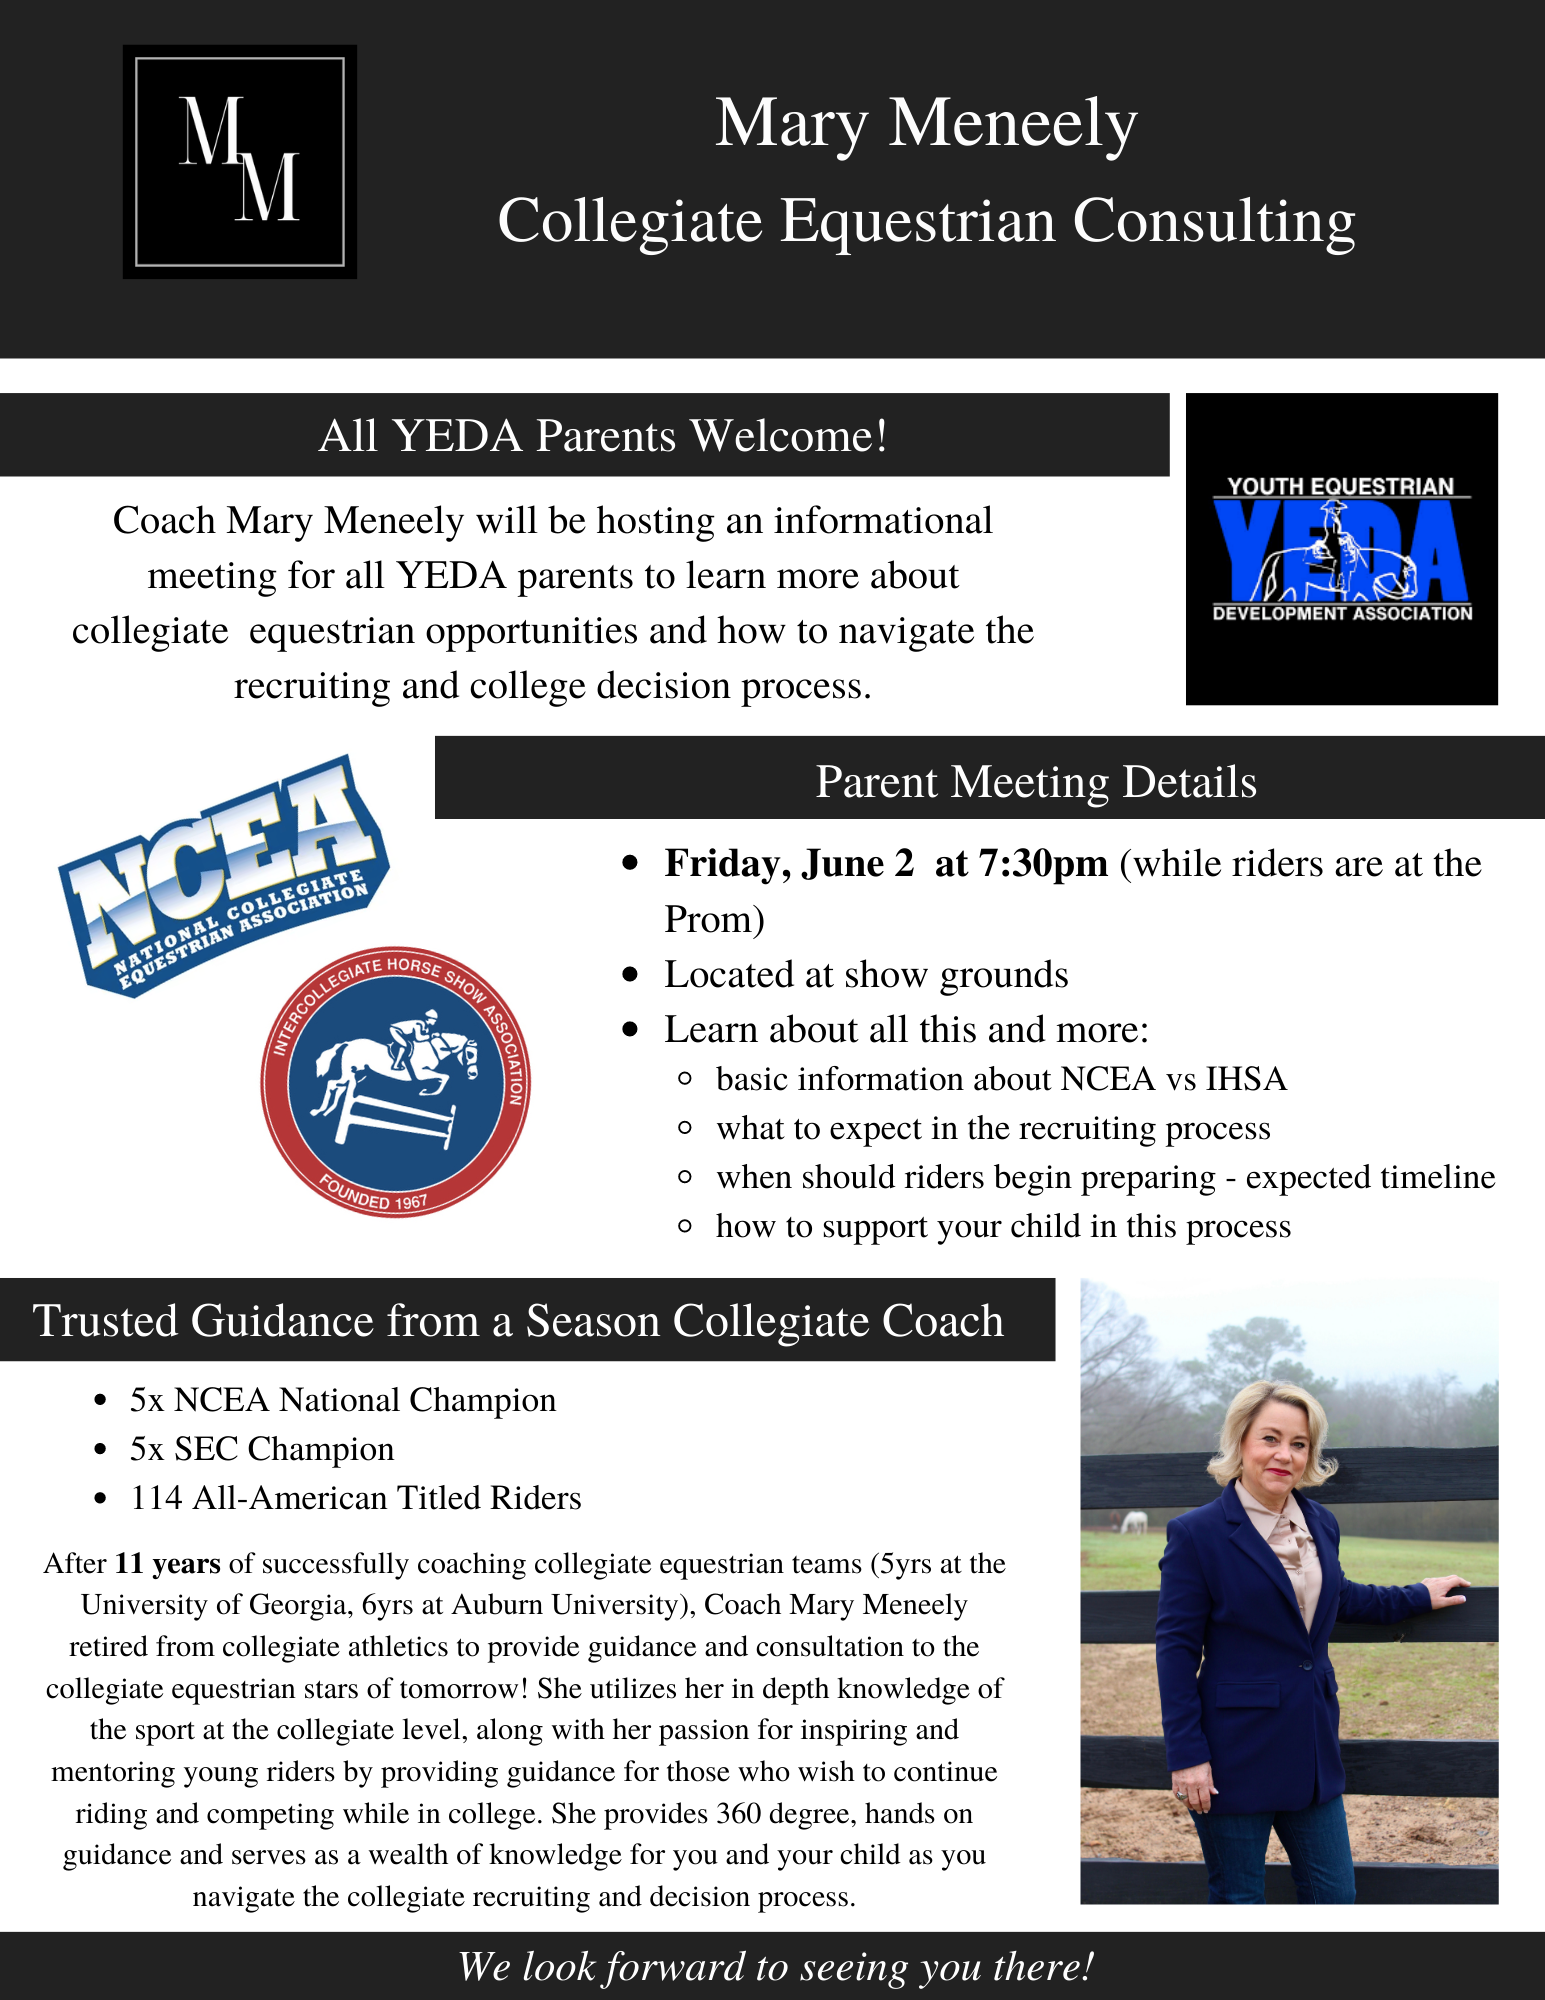 M
M
Mary Meneely
Collegiate Equestrian Consulting
All YEDA Parents Welcome!
Coach Mary Meneely will be hosting an informational
meeting for all YEDA parents to learn more about
collegiate  equestrian opportunities and how to navigate the
recruiting and college decision process.
YOUTH EQUESTRIAN
YEDA
DEVELOPMENT ASSOCIATION
NCEA
NATIONAL COLLEGIATE
EQUESTRIAN ASSOCIATION
INTERCOLLEGIATE HORSE SHOW ASSOCIATION
FOUNDED 1967
Parent Meeting Details
• Friday, June 2  at 7:30pm (while riders are at the
Prom)
• Located at show grounds
• Learn about all this and more:
◦ basic information about NCEA vs IHSA
◦ what to expect in the recruiting process
◦ when should riders begin preparing - expected timeline
◦ how to support your child in this process
Trusted Guidance from a Season Collegiate Coach
• 5x NCEA National Champion
• 5x SEC Champion
• 114 All-American Titled Riders
After 11 years of successfully coaching collegiate equestrian teams (5yrs at the
University of Georgia, 6yrs at Auburn University), Coach Mary Meneely
retired from collegiate athletics to provide guidance and consultation to the
collegiate equestrian stars of tomorrow! She utilizes her in depth knowledge of
the sport at the collegiate level, along with her passion for inspiring and
mentoring young riders by providing guidance for those who wish to continue
riding and competing while in college. She provides 360 degree, hands on
guidance and serves as a wealth of knowledge for you and your child as you
navigate the collegiate recruiting and decision process.
We look forward to seeing you there!